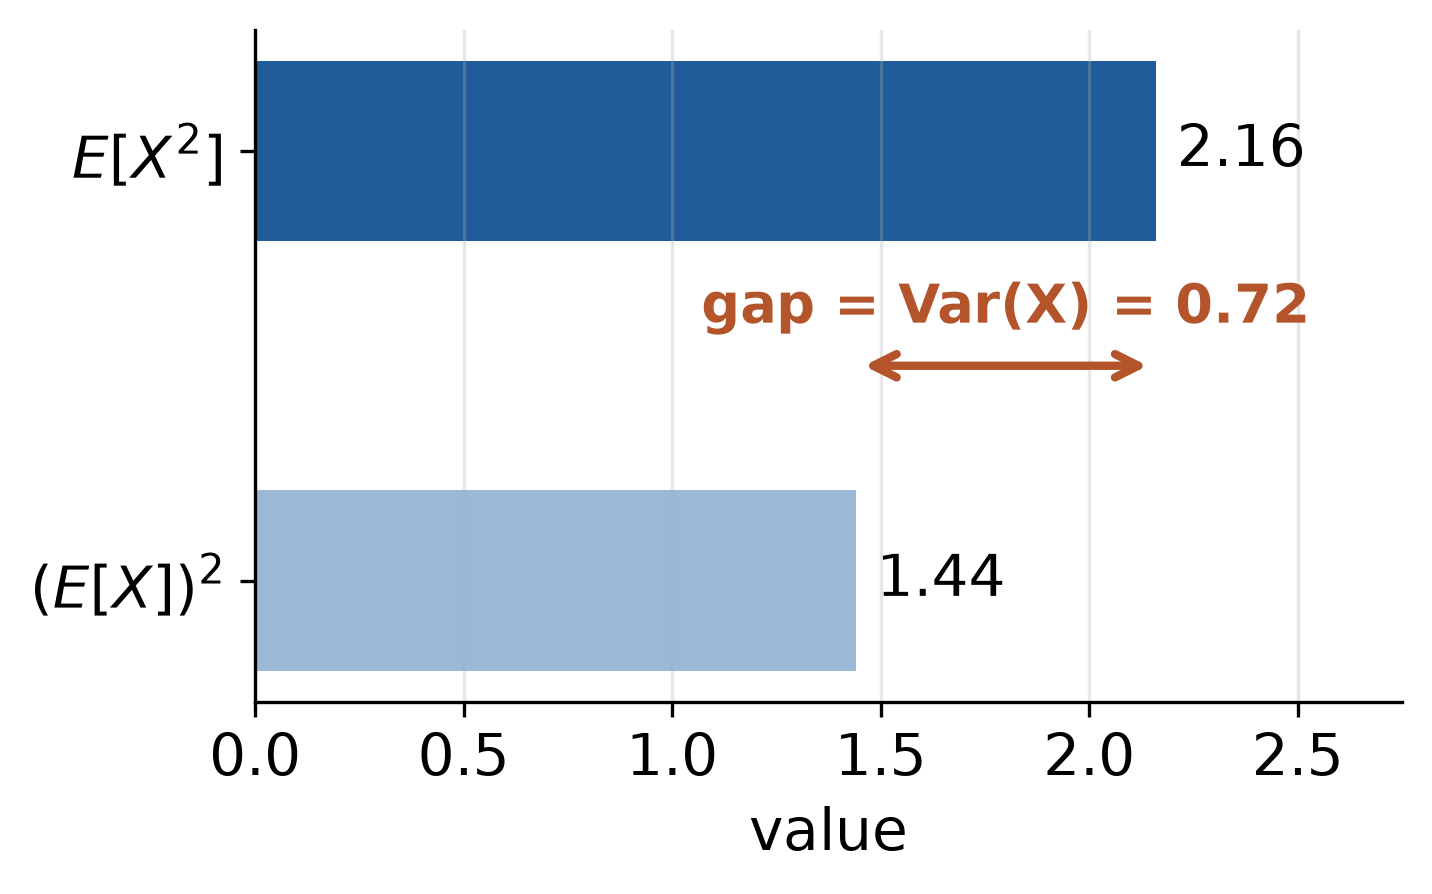 E[X²]
2.16
gap = Var(X) = 0.72
(E[X])²
1.44
0.0 0.5 1.0 1.5 2.0 2.5
value